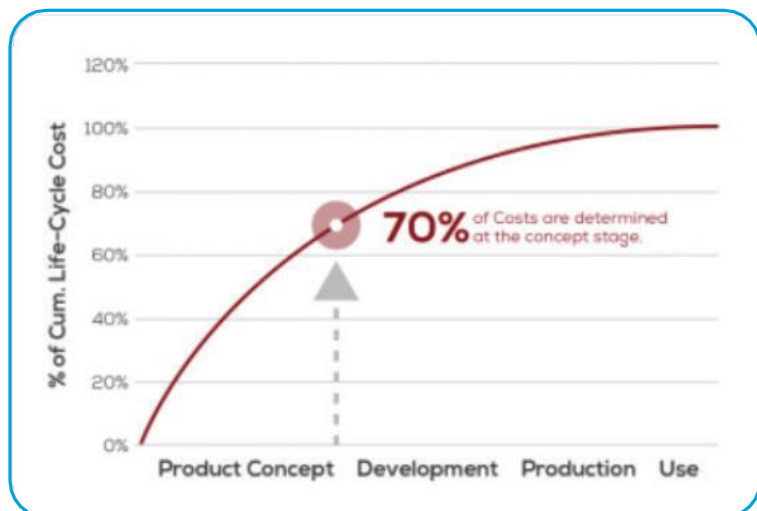 120%
100%
80%
60%
40%
20%
0%
% of Cum. Life-Cycle Cost
70% of Costs are determined
at the concept stage.
Product Concept Development Production Use